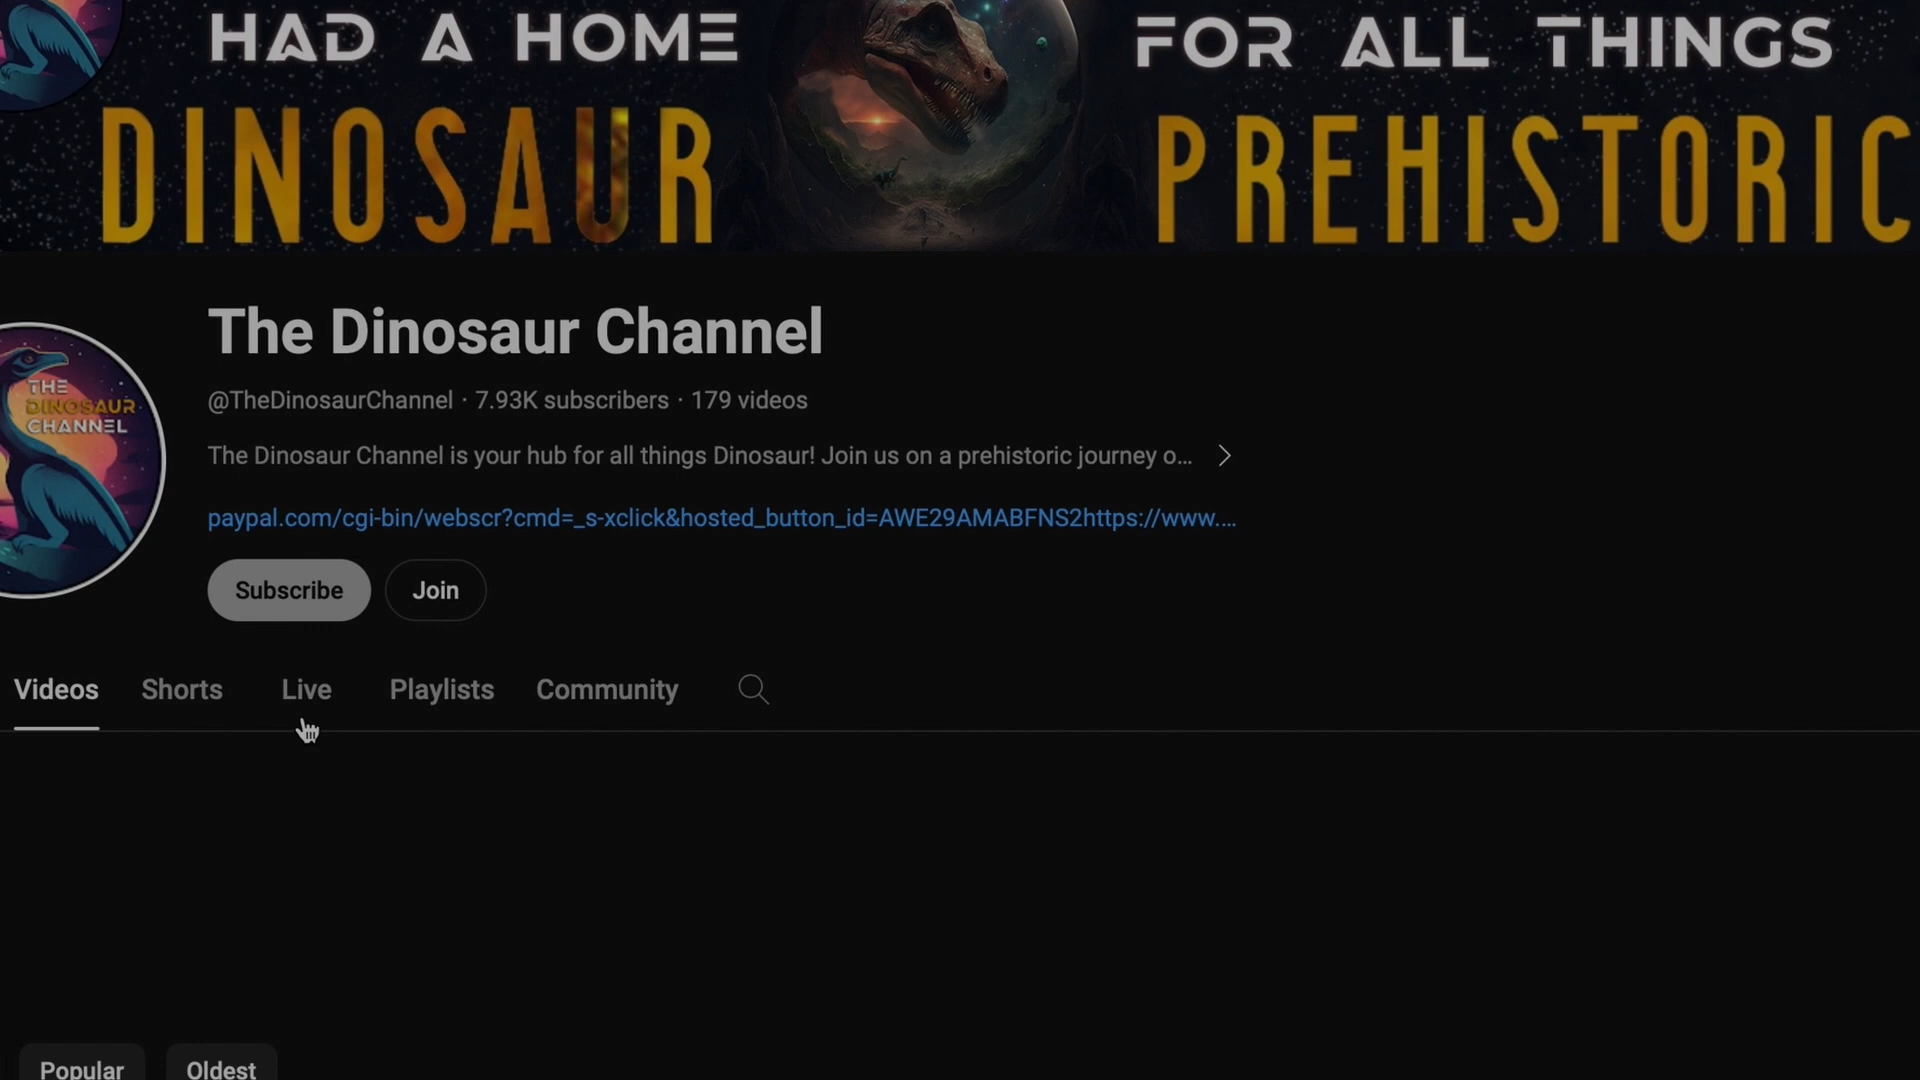 HAD A HOME
FOR ALL THINGS
DINOSAUR
PREHISTORIC
The Dinosaur Channel
@TheDinosaurChannel · 7.93K subscribers · 179 videos
THE
DINOSAUR
CHANNEL
The Dinosaur Channel is your hub for all things Dinosaur! Join us on a prehistoric journey o...
paypal.com/cgi-bin/webscr?cmd=_s-xclick&hosted_button_id=AWE29AMABFNS2https://www....
Subscribe
Join
Videos
Shorts
Live
Playlists
Community
Popular
Oldest